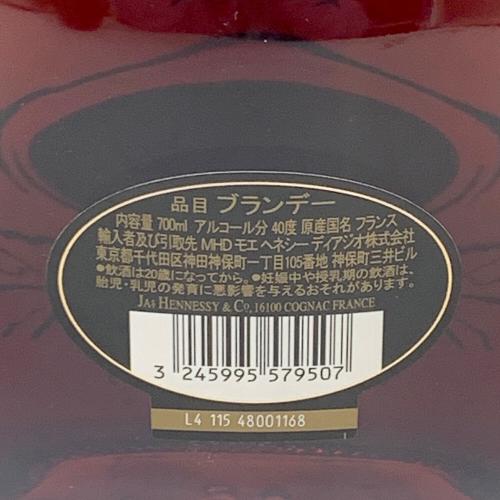 品目 ブランデー
内容量 700ml アルコール分 40度 原産国名 フランス
輸入者及び引取先 MHD モエ ヘネシー ディアジオ株式会社
東京都千代田区神田神保町一丁目105番地 神保町三井ビル
●飲酒は20歳になってから。●妊娠中や授乳期の飲酒は、
胎児・乳児の発育に悪影響を与えるおそれがあります。
JAS HENNESSY & CO, 16100 COGNAC FRANCE
3 245995 579507
L4 115 48001168